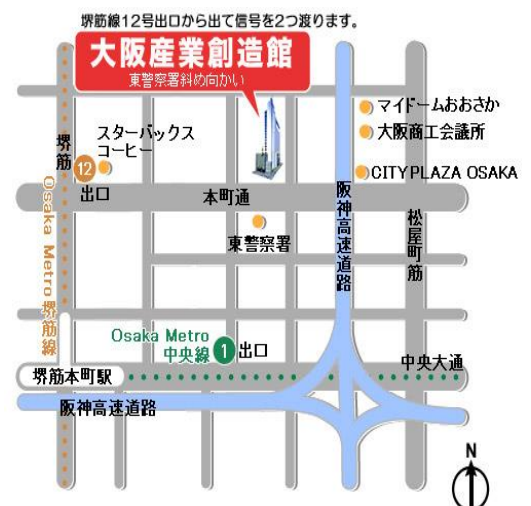 堺筋線12号出口から出て信号を2つ渡ります。
大阪産業創造館
東警察署斜め向かい
マイドームおおさか
大阪商工会議所
CITY PLAZA OSAKA
スターバックス
コーヒー
堺筋
12
出口
本町通
東警察署
阪神高速道路
松屋町筋
Osaka Metro 堺筋線
Osaka Metro
中央線
1
出口
中央大通
堺筋本町駅
阪神高速道路
N